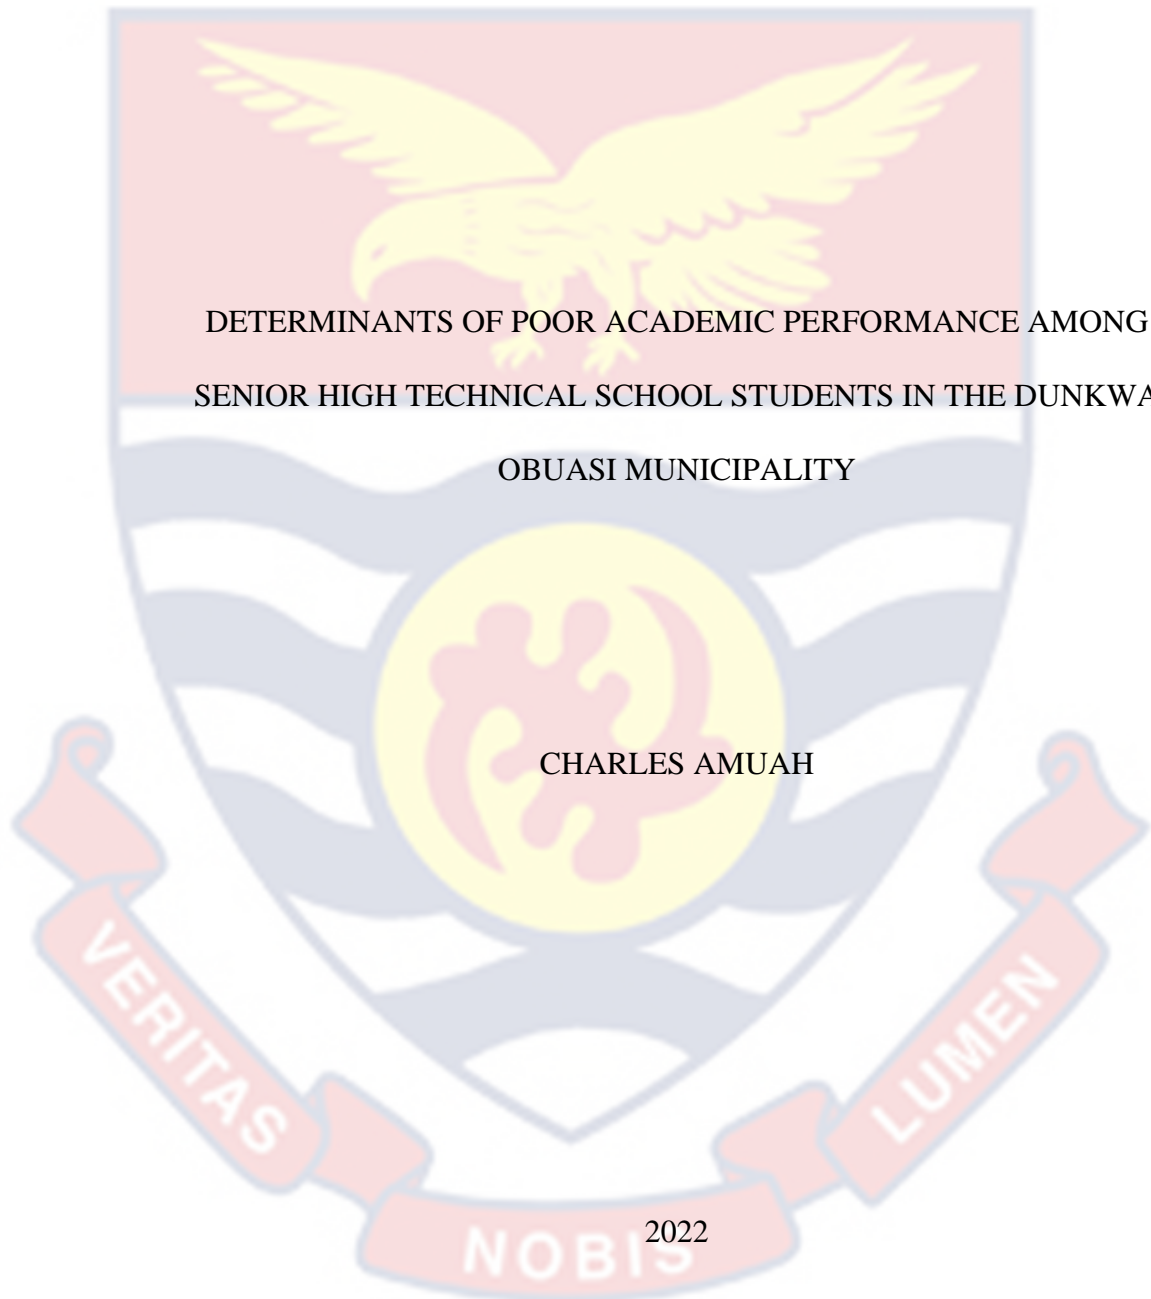 DETERMINANTS OF POOR ACADEMIC PERFORMANCE AMONG
SENIOR HIGH TECHNICAL SCHOOL STUDENTS IN THE DUNKWA
OBUASI MUNICIPALITY
CHARLES AMUAH
VERITAS
LUMEN
2022
NOBIS